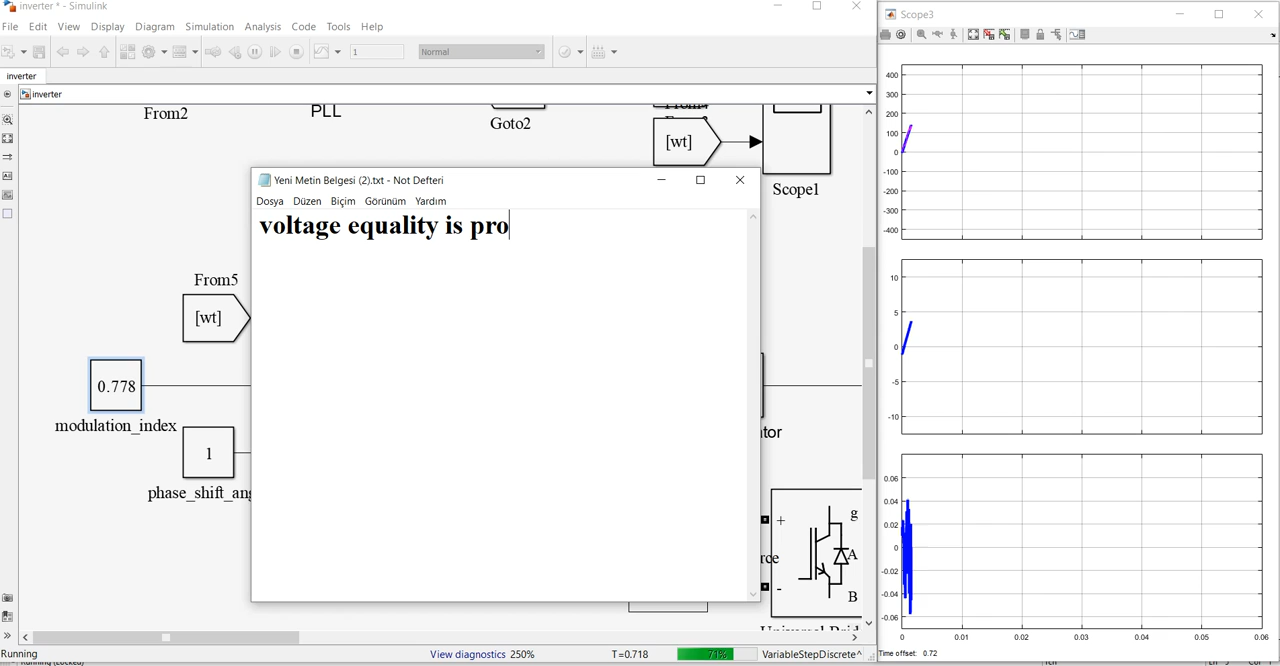 inverter * - Simulink
File Edit View Display Diagram Simulation Analysis Code Tools Help
1
Normal
inverter
inverter
From2
PLL
Goto2
[wt]
Scope1
Yeni Metin Belgesi (2).txt - Not Defteri
Dosya Düzen Biçim Görünüm Yardım
voltage equality is pro
From5
[wt]
0.778
modulation_index
1
phase_shift_ang
tor
rce
+
-
g
A
B
Running
View diagnostics 250%
T=0.718
71%
VariableStepDiscrete
Scope3
400
300
200
100
0
-100
-200
-300
-400
10
5
0
-5
-10
0.06
0.04
0.02
0
-0.02
-0.04
-0.06
0 0.01 0.02 0.03 0.04 0.05 0.06
Time offset: 0.72